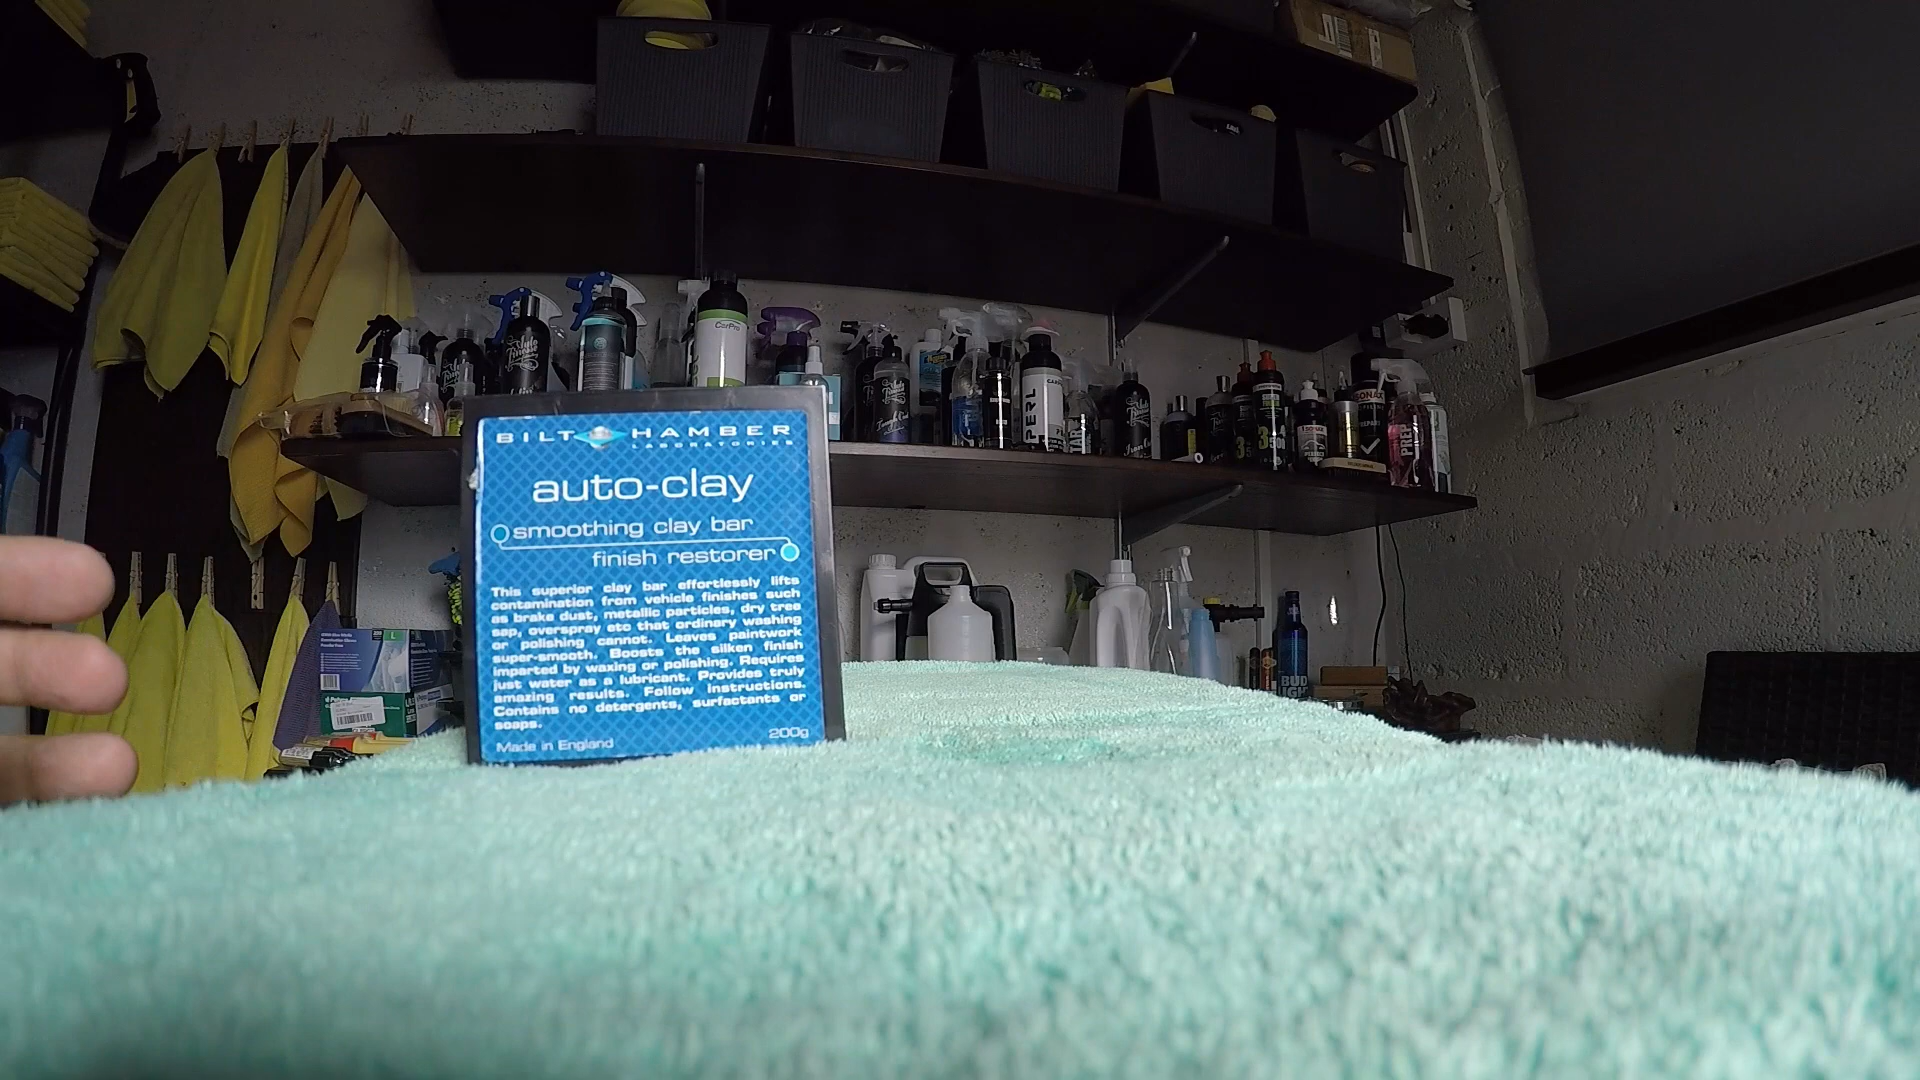 BILT HAMBER
LABORATORIES
auto-clay
smoothing clay bar
finish restorer
This superior clay bar effortlessly lifts
contamination from vehicle finishes such
as brake dust, metallic particles, dry tree
sap, overspray etc that ordinary washing
or polishing cannot. Leaves paintwork
super-smooth. Boosts the silken finish
imparted by waxing or polishing. Requires
just water as a lubricant. Provides truly
amazing results. Follow instructions.
Contains no detergents, surfactants or
soaps.
Made in England
200g
CarPro
PERL
TAR
SONAX
PREP
BUD
LIGHT
L